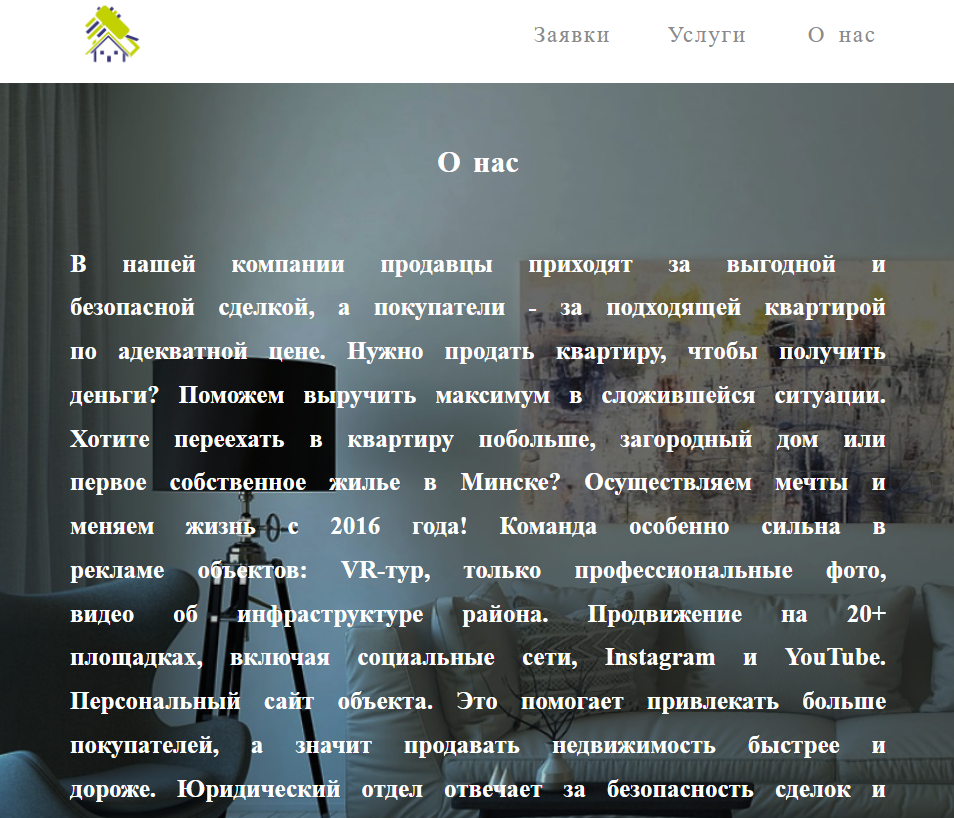 Заявки Услуги О нас
О нас
В нашей компании продавцы приходят за выгодной и
безопасной сделкой, а покупатели - за подходящей квартирой
по адекватной цене. Нужно продать квартиру, чтобы получить
деньги? Поможем выручить максимум в сложившейся ситуации.
Хотите переехать в квартиру побольше, загородный дом или
первое собственное жилье в Минске? Осуществляем мечты и
меняем жизнь с 2016 года! Команда особенно сильна в
рекламе объектов: VR-тур, только профессиональные фото,
видео об инфраструктуре района. Продвижение на 20+
площадках, включая социальные сети, Instagram и YouTube.
Персональный сайт объекта. Это помогает привлекать больше
покупателей, а значит продавать недвижимость быстрее и
дороже. Юридический отдел отвечает за безопасность сделок и